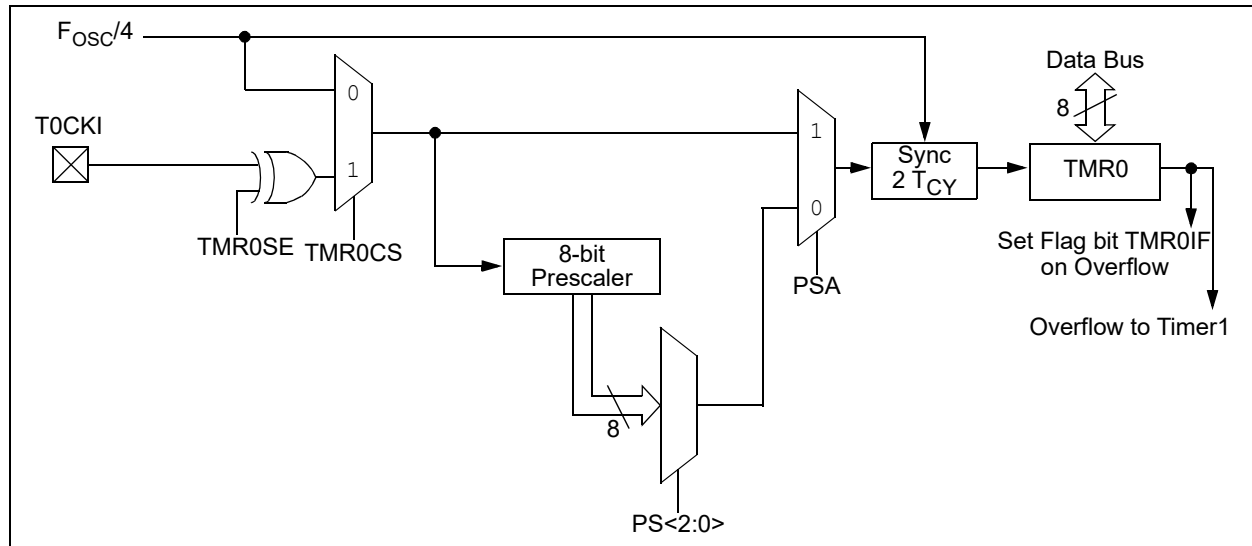 FOSC/4
Data Bus
8
T0CKI
0
1
1
0
Sync
2 TCY
TMR0
TMR0SE
TMR0CS
8-bit
Prescaler
PSA
Set Flag bit TMR0IF
on Overflow
Overflow to Timer1
8
PS<2:0>